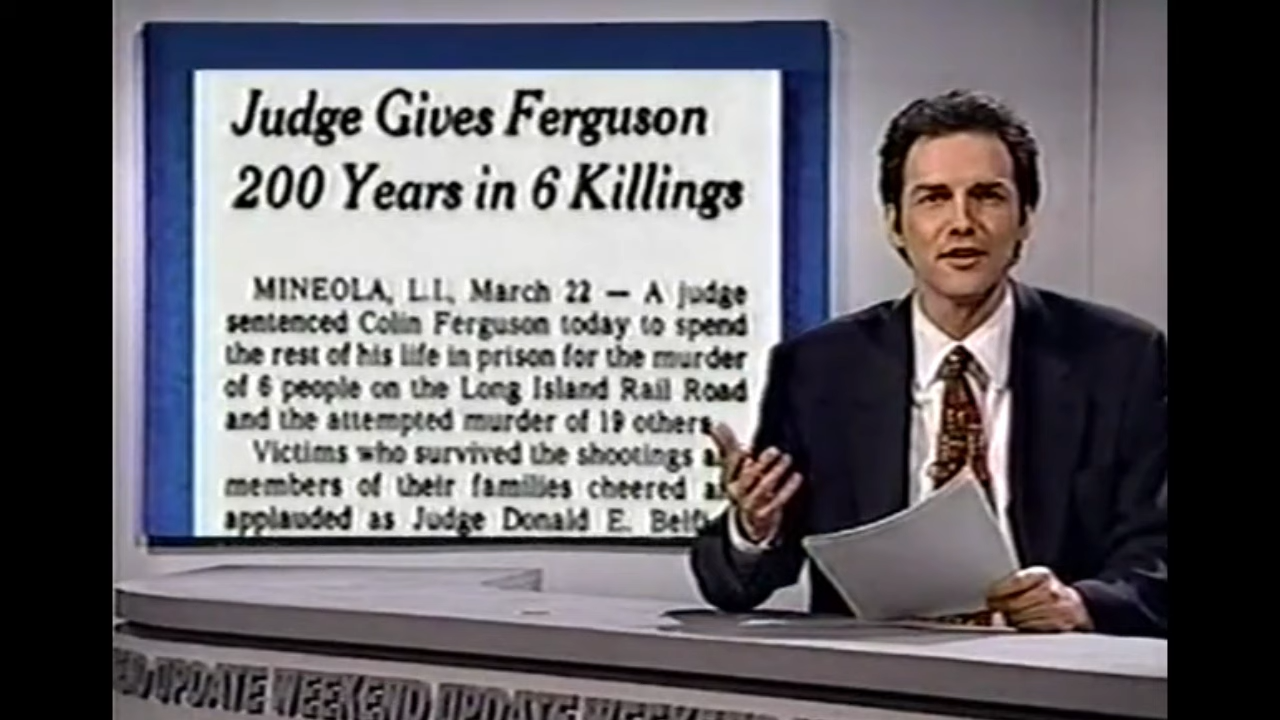 Judge Gives Ferguson
200 Years in 6 Killings
MINEOLA, L.I., March 22 — A judge
sentenced Colin Ferguson today to spend
the rest of his life in prison for the murder
of 6 people on the Long Island Rail Road
and the attempted murder of 19 others.
Victims who survived the shootings
members of their families cheered
applauded as Judge Donald E.
UPDATE WEEKEND UPDATE WEEKEND